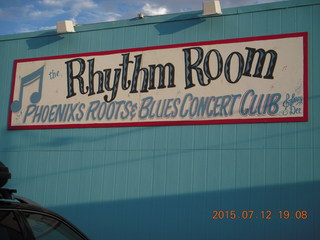 the Rhythm Room
PHOENIX'S ROOTS & BLUES CONCERT CLUB
2015.07.12 19:08